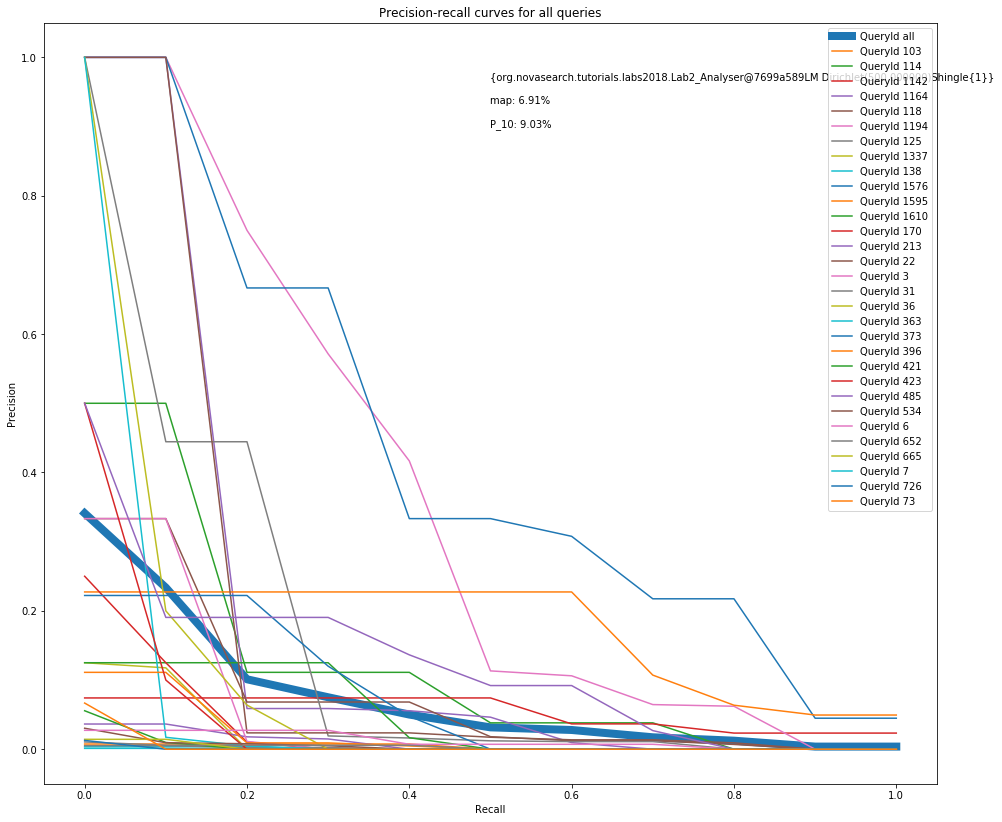 Precision-recall curves for all queries
1.0
0.8
0.6
0.4
0.2
0.0
Precision
0.0
0.2
0.4
0.6
0.8
1.0
Recall
{org.novasearch.tutorials.labs2018.Lab2_Analyser@7699a589LM Dirichlet(500.000000)Shingle{1}}
map: 6.91%
P_10: 9.03%
QueryId all
QueryId 103
QueryId 114
QueryId 1142
QueryId 1164
QueryId 118
QueryId 1194
QueryId 125
QueryId 1337
QueryId 138
QueryId 1576
QueryId 1595
QueryId 1610
QueryId 170
QueryId 213
QueryId 22
QueryId 3
QueryId 31
QueryId 36
QueryId 363
QueryId 373
QueryId 396
QueryId 421
QueryId 423
QueryId 485
QueryId 534
QueryId 6
QueryId 652
QueryId 665
QueryId 7
QueryId 726
QueryId 73